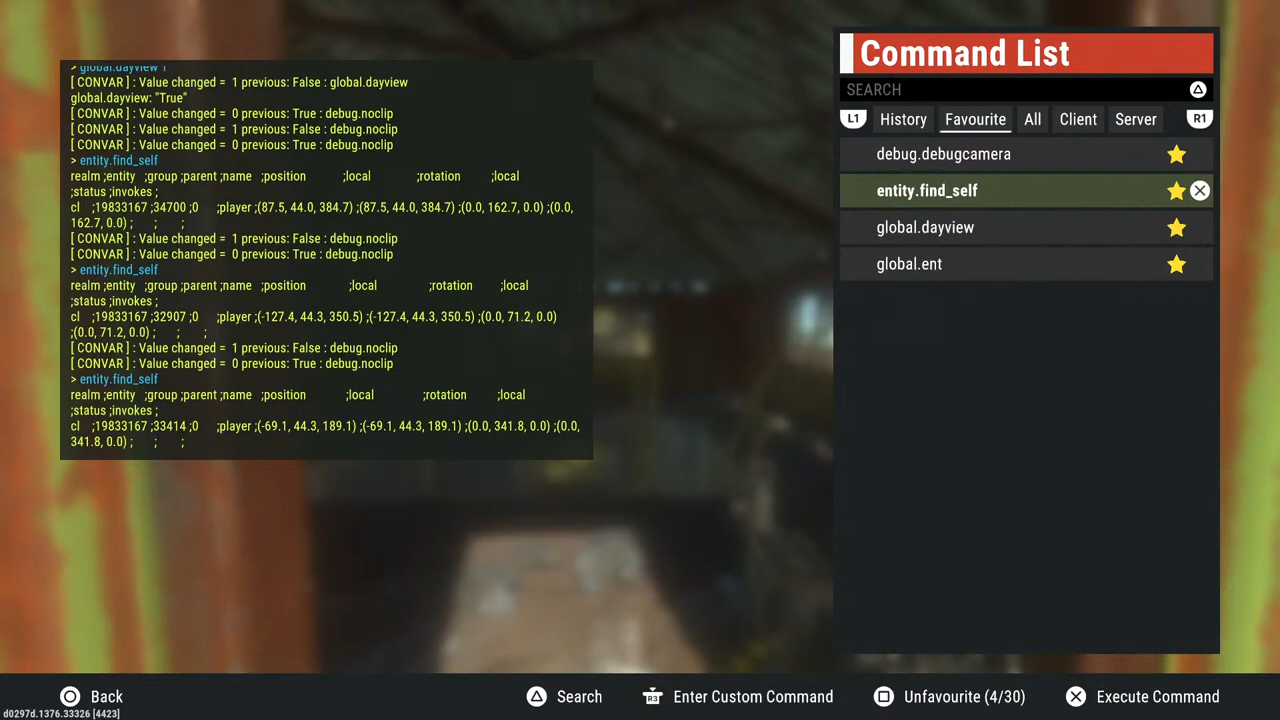 > global.dayview 1
[ CONVAR ] : Value changed = 1 previous: False : global.dayview
global.dayview: "True"
[ CONVAR ] : Value changed = 0 previous: True : debug.noclip
[ CONVAR ] : Value changed = 1 previous: False : debug.noclip
[ CONVAR ] : Value changed = 0 previous: True : debug.noclip
> entity.find_self
realm ;entity ;group ;parent ;name ;position ;local ;rotation ;local
;status ;invokes ;
cl ;19833167 ;34700 ;0 ;player ;(87.5, 44.0, 384.7) ;(87.5, 44.0, 384.7) ;(0.0, 162.7, 0.0) ;(0.0,
162.7, 0.0) ; ; ;
[ CONVAR ] : Value changed = 1 previous: False : debug.noclip
[ CONVAR ] : Value changed = 0 previous: True : debug.noclip
> entity.find_self
realm ;entity ;group ;parent ;name ;position ;local ;rotation ;local
;status ;invokes ;
cl ;19833167 ;32907 ;0 ;player ;(-127.4, 44.3, 350.5) ;(-127.4, 44.3, 350.5) ;(0.0, 71.2, 0.0)
;(0.0, 71.2, 0.0) ; ; ;
[ CONVAR ] : Value changed = 1 previous: False : debug.noclip
[ CONVAR ] : Value changed = 0 previous: True : debug.noclip
> entity.find_self
realm ;entity ;group ;parent ;name ;position ;local ;rotation ;local
;status ;invokes ;
cl ;19833167 ;33414 ;0 ;player ;(-69.1, 44.3, 189.1) ;(-69.1, 44.3, 189.1) ;(0.0, 341.8, 0.0) ;(0.0,
341.8, 0.0) ; ; ;
Command List
SEARCH
L1 History Favourite All Client Server R1
debug.debugcamera
entity.find_self
global.dayview
global.ent
Back Search R3 Enter Custom Command Unfavourite (4/30) Execute Command
d0297d.1376.33326 [4423]